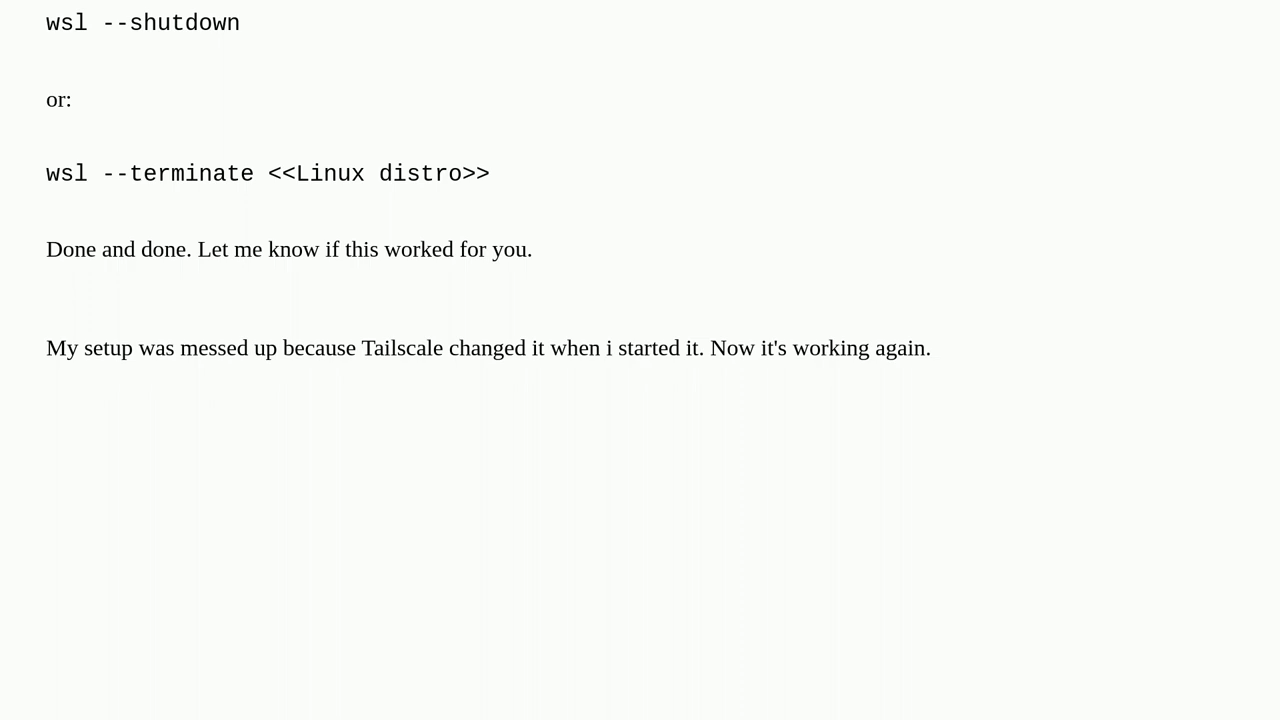 wsl --shutdown
or:
wsl --terminate <<Linux distro>>
Done and done. Let me know if this worked for you.
My setup was messed up because Tailscale changed it when i started it. Now it's working again.